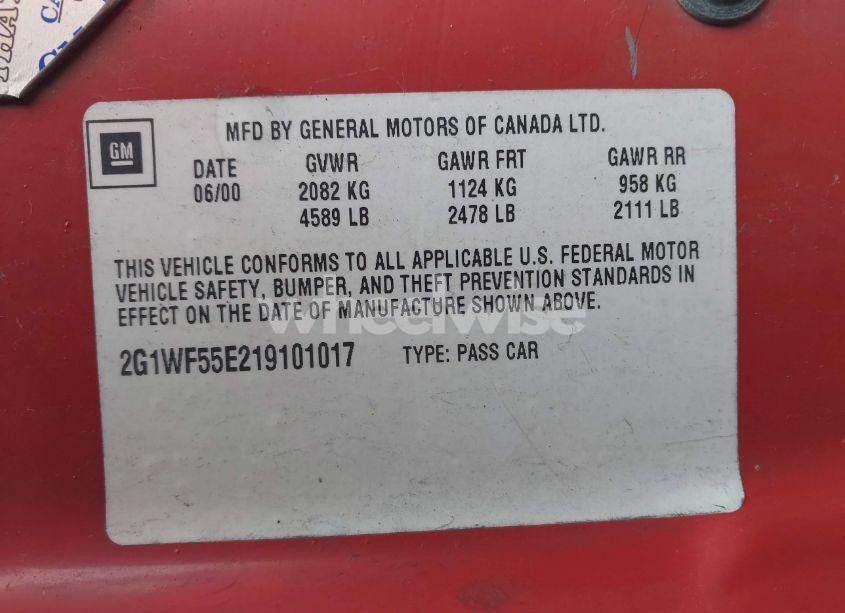 GM
MFD BY GENERAL MOTORS OF CANADA LTD.
DATE GVWR GAWR FRT GAWR RR
06/00 2082 KG 1124 KG 958 KG
4589 LB 2478 LB 2111 LB
THIS VEHICLE CONFORMS TO ALL APPLICABLE U.S. FEDERAL MOTOR
VEHICLE SAFETY, BUMPER, AND THEFT PREVENTION STANDARDS IN
EFFECT ON THE DATE OF MANUFACTURE SHOWN ABOVE.
wheelwise
2G1WF55E219101017 TYPE: PASS CAR